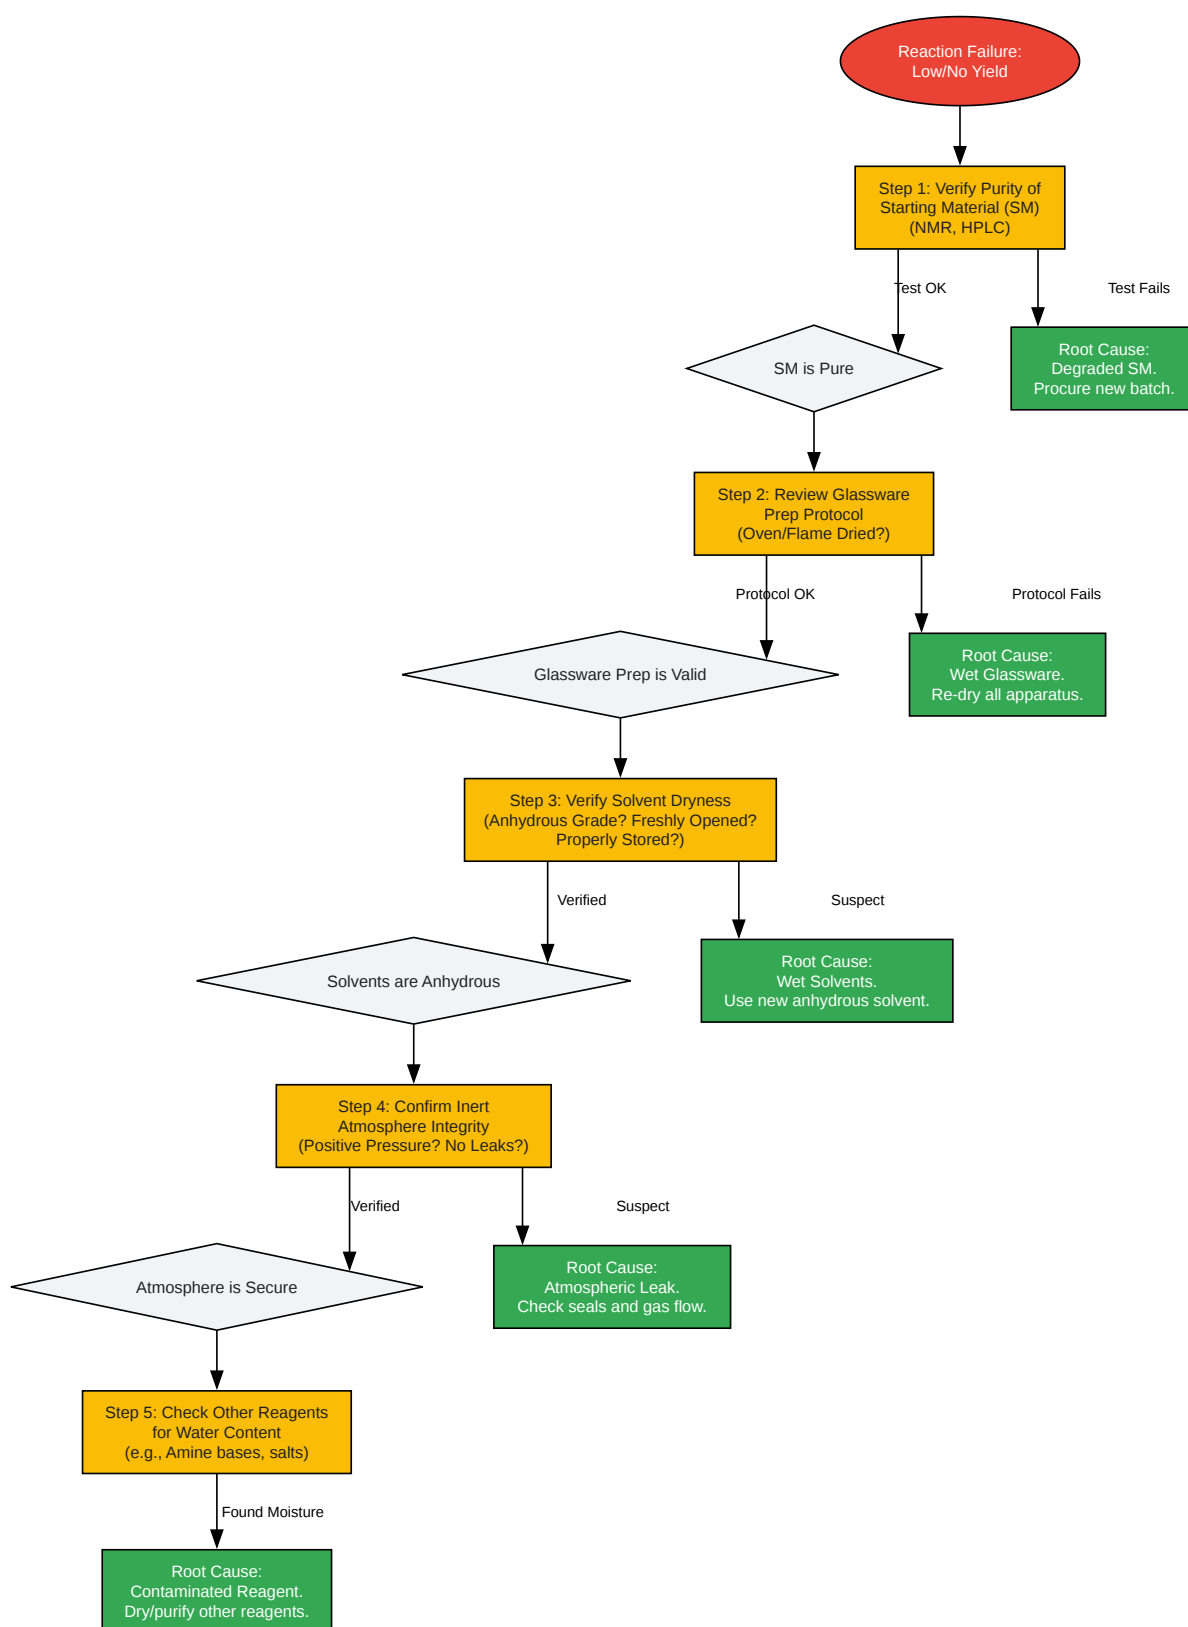 Reaction Failure:
Low/No Yield
Step 1: Verify Purity of
Starting Material (SM)
(NMR, HPLC)
Test OK
Test Fails
SM is Pure
Root Cause:
Degraded SM.
Procure new batch.
Step 2: Review Glassware
Prep Protocol
(Oven/Flame Dried?)
Protocol OK
Protocol Fails
Glassware Prep is Valid
Root Cause:
Wet Glassware.
Re-dry all apparatus.
Step 3: Verify Solvent Dryness
(Anhydrous Grade? Freshly Opened?
Properly Stored?)
Verified
Suspect
Solvents are Anhydrous
Root Cause:
Wet Solvents.
Use new anhydrous solvent.
Step 4: Confirm Inert
Atmosphere Integrity
(Positive Pressure? No Leaks?)
Verified
Suspect
Atmosphere is Secure
Root Cause:
Atmospheric Leak.
Check seals and gas flow.
Step 5: Check Other Reagents
for Water Content
(e.g., Amine bases, salts)
Found Moisture
Root Cause:
Contaminated Reagent.
Dry/purify other reagents.